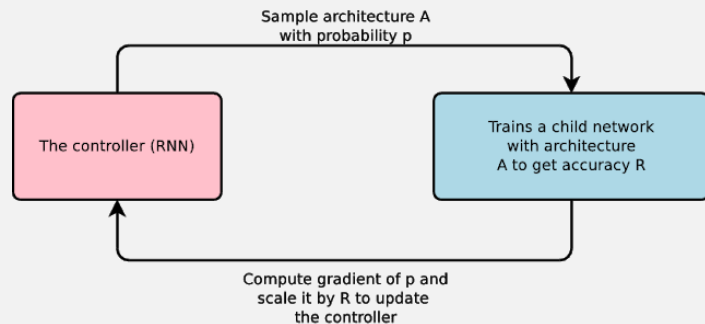 Sample architecture A
with probability p
The controller (RNN)
Trains a child network
with architecture
A to get accuracy R
Compute gradient of p and
scale it by R to update
the controller